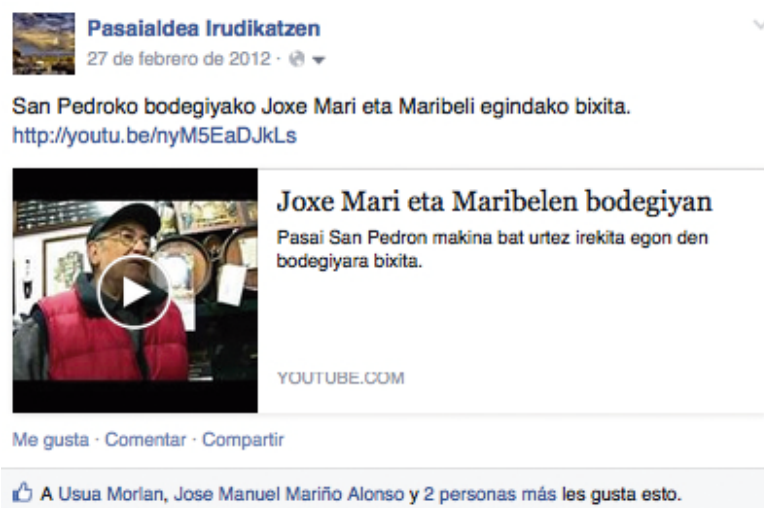 Pasaialdea Irudikatzen
27 de febrero de 2012 ·
San Pedroko bodegiyako Joxe Mari eta Maribeli egindako bixita.
http://youtu.be/nyM5EaDJkLs
Joxe Mari eta Maribelen bodegiyan
Pasai San Pedron makina bat urtez irekita egon den
bodegiyara bixita.
YOUTUBE.COM
Me gusta · Comentar · Compartir
A Usua Morlan, Jose Manuel Mariño Alonso y 2 personas más les gusta esto.